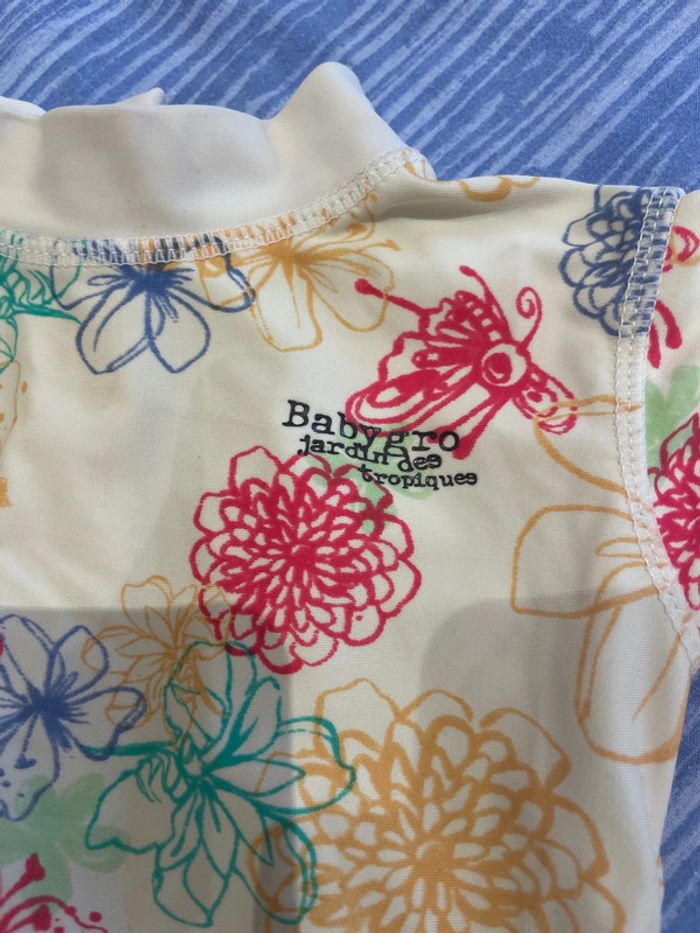 Babygro
jardin des
tropiques